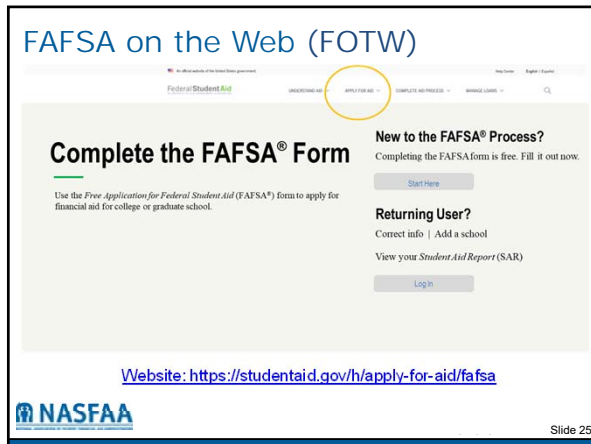 FAFSA on the Web (FOTW)
An official website of the United States government
Help Center English | Español
Federal Student Aid
UNDERSTAND AID
APPLY FOR AID
COMPLETE AID PROCESS
MANAGE LOANS
Complete the FAFSA® Form
Use the Free Application for Federal Student Aid (FAFSA®) form to apply for
financial aid for college or graduate school.
New to the FAFSA® Process?
Completing the FAFSA form is free. Fill it out now.
Start Here
Returning User?
Correct info | Add a school
View your Student Aid Report (SAR)
Log In
Website: https://studentaid.gov/h/apply-for-aid/fafsa
NASFAA
Slide 25